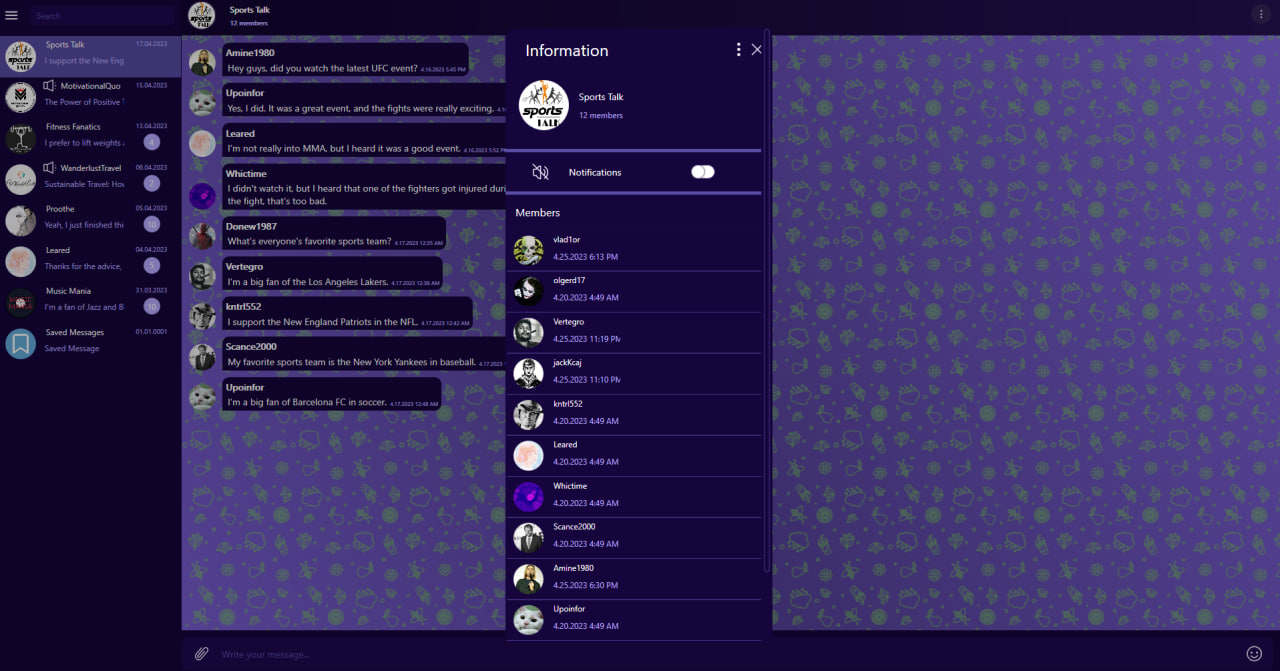 Search
Sports Talk 17.04.2023
I support the New Eng
MotivationalQuo 15.04.2023
The Power of Positive
Fitness Fanatics 13.04.2023
I prefer to lift weights 4
WanderlustTravel 06.04.2023
Sustainable Travel: How 2
Proothe 05.04.2023
Yeah, I just finished thi 10
Leared 04.04.2023
Thanks for the advice, 5
Music Mania 31.03.2023
I'm a fan of Jazz and B 10
Saved Messages 01.01.0001
Saved Message
Sports Talk
12 members
Amine1980
Hey guys, did you watch the latest UFC event? 4.16.2023 5:45 PM
Upoinfor
Yes, I did. It was a great event, and the fights were really exciting.
Leared
I'm not really into MMA, but I heard it was a good event. 4.16.2023 5:52 PM
Whictime
I didn't watch it, but I heard that one of the fighters got injured duri
the fight, that's too bad.
Donew1987
What's everyone's favorite sports team? 4.17.2023 12:35 AM
Vertegro
I'm a big fan of the Los Angeles Lakers. 4.17.2023 12:38 AM
kntrl552
I support the New England Patriots in the NFL. 4.17.2023 12:42 AM
Scance2000
My favorite sports team is the New York Yankees in baseball. 4.17.2023
Upoinfor
I'm a big fan of Barcelona FC in soccer. 4.17.2023 12:48 AM
Write your message...
Information
sports
TALK
Sports Talk
12 members
Notifications
Members
vlad1or
4.25.2023 6:13 PM
olgerd17
4.20.2023 4:49 AM
Vertegro
4.25.2023 11:19 PM
jackKcaj
4.25.2023 11:10 PM
kntrl552
4.20.2023 4:49 AM
Leared
4.20.2023 4:49 AM
Whictime
4.20.2023 4:49 AM
Scance2000
4.20.2023 4:49 AM
Amine1980
4.25.2023 6:30 PM
Upoinfor
4.20.2023 4:49 AM